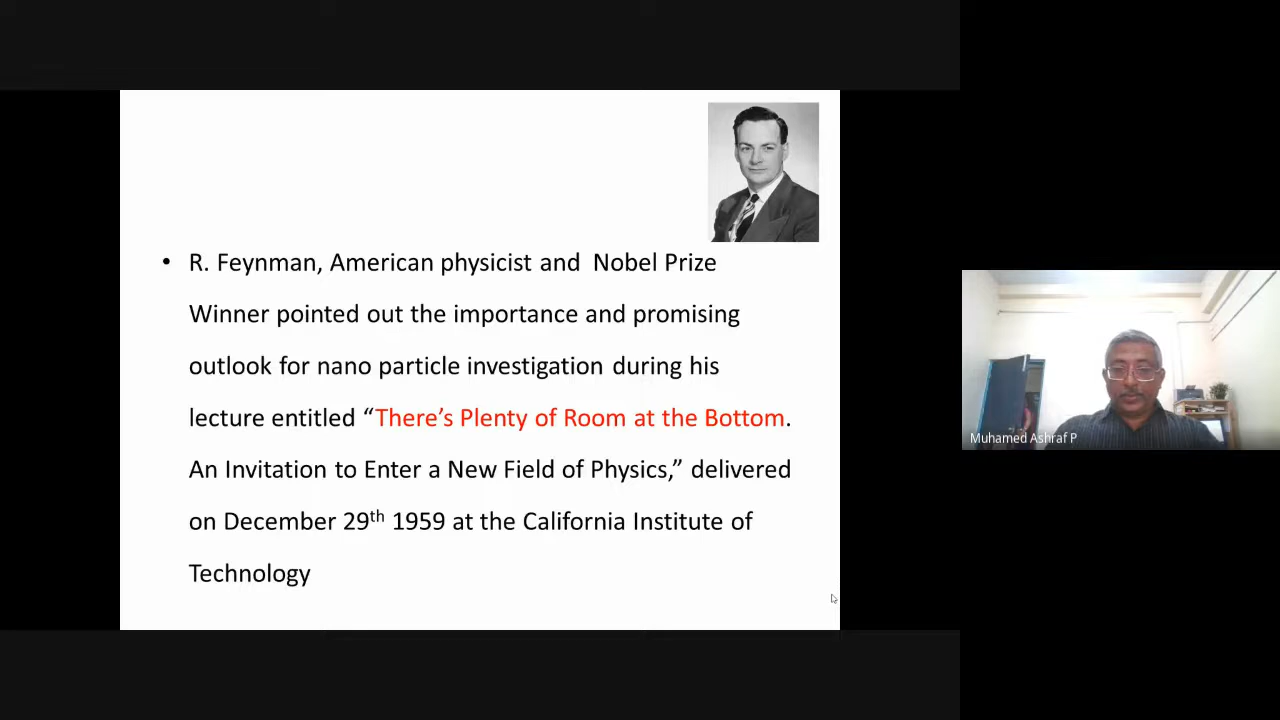 • R. Feynman, American physicist and Nobel Prize
Winner pointed out the importance and promising
outlook for nano particle investigation during his
lecture entitled “There’s Plenty of Room at the Bottom.
An Invitation to Enter a New Field of Physics,” delivered
on December 29th 1959 at the California Institute of
Technology
Muhamed Ashraf P